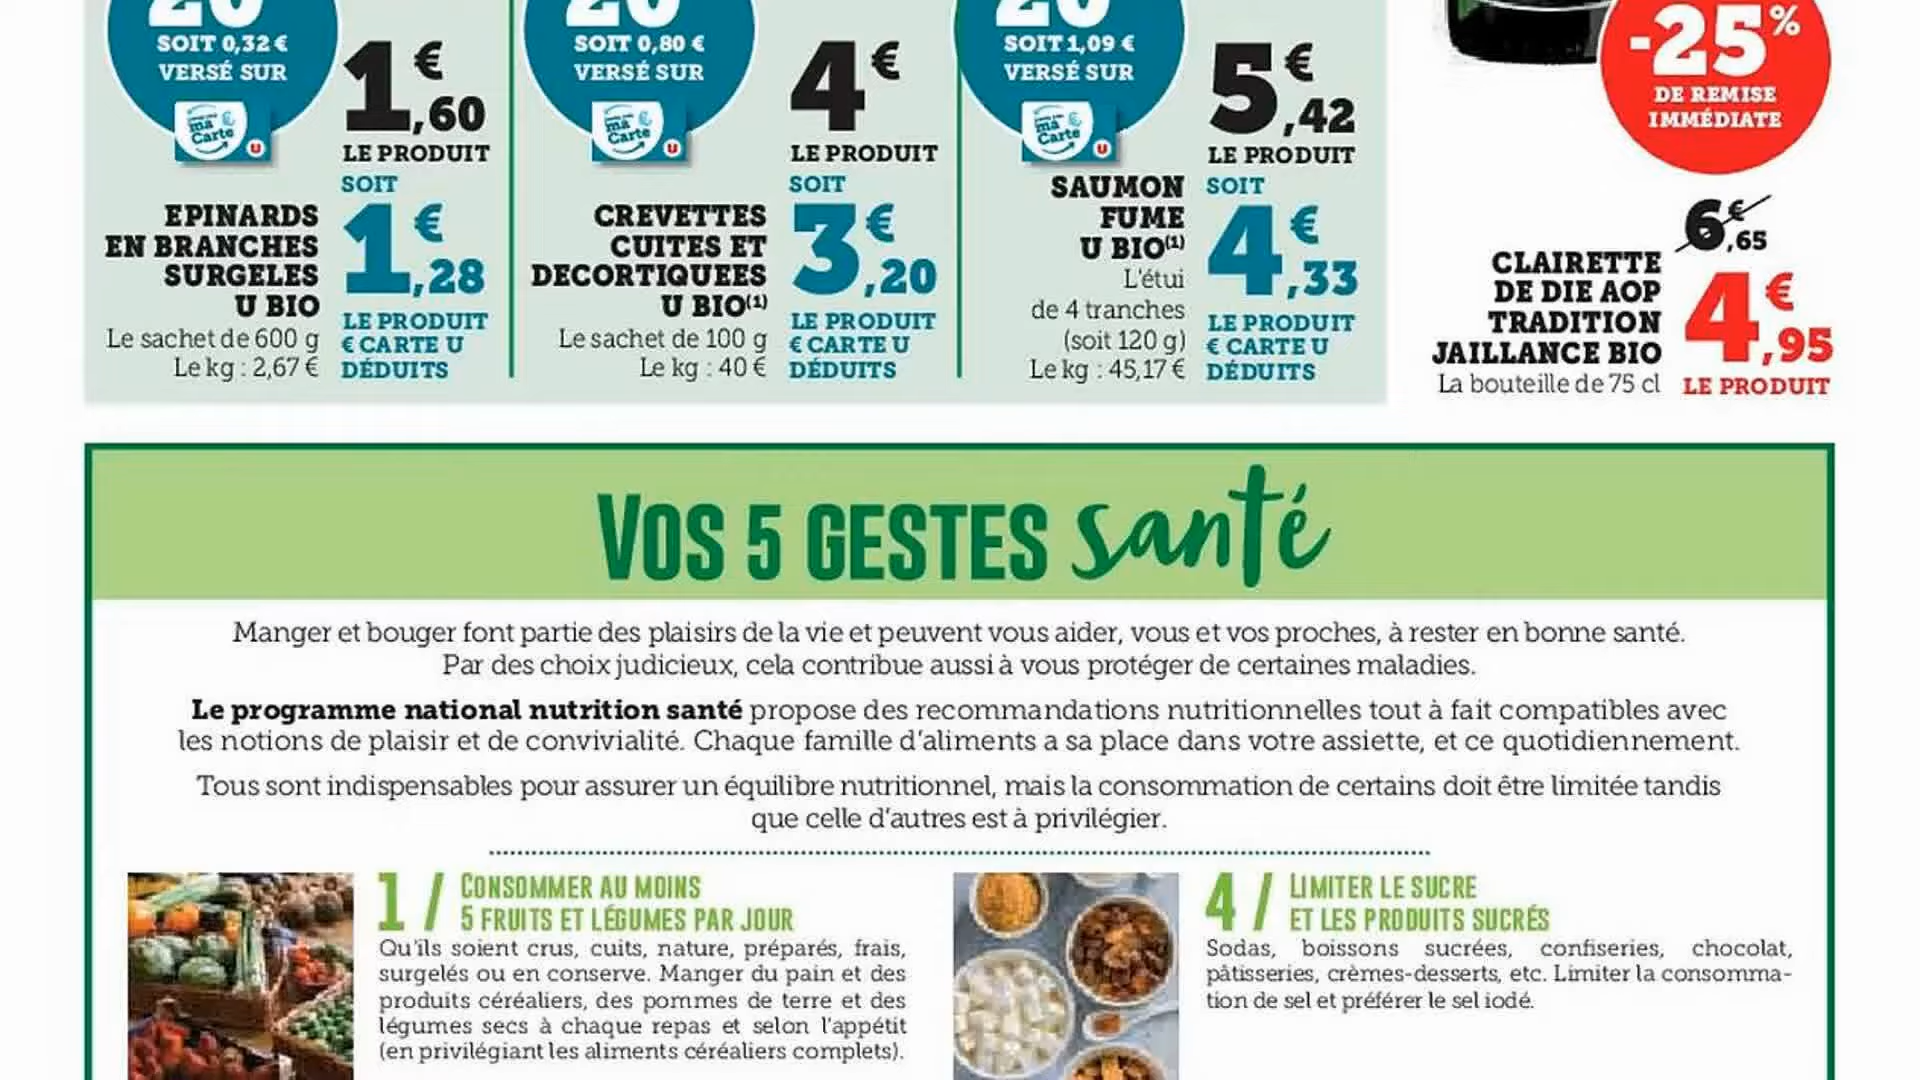 20
SOIT 0,32 €
VERSÉ SUR
ma €
Carte
U
1€,60
LE PRODUIT
SOIT
1€,28
LE PRODUIT
€ CARTE U
DÉDUITS
EPINARDS
EN BRANCHES
SURGELES
U BIO
Le sachet de 600 g
Le kg : 2,67 €
20
SOIT 0,80 €
VERSÉ SUR
ma €
Carte
U
4€
LE PRODUIT
SOIT
3€,20
LE PRODUIT
€ CARTE U
DÉDUITS
CREVETTES
CUITES ET
DECORTIQUEES
U BIO(1)
Le sachet de 100 g
Le kg : 40 €
20
SOIT 1,09 €
VERSÉ SUR
ma €
Carte
U
5€,42
LE PRODUIT
SOIT
4€,33
LE PRODUIT
€ CARTE U
DÉDUITS
SAUMON
FUME
U BIO(1)
L'étui
de 4 tranches
(soit 120 g)
Le kg : 45,17 €
-25%
DE REMISE
IMMÉDIATE
6€,65
4€,95
LE PRODUIT
CLAIRETTE
DE DIE AOP
TRADITION
JAILLANCE BIO
La bouteille de 75 cl
VOS 5 GESTES santé
Manger et bouger font partie des plaisirs de la vie et peuvent vous aider, vous et vos proches, à rester en bonne santé.
Par des choix judicieux, cela contribue aussi à vous protéger de certaines maladies.
Le programme national nutrition santé propose des recommandations nutritionnelles tout à fait compatibles avec
les notions de plaisir et de convivialité. Chaque famille d'aliments a sa place dans votre assiette, et ce quotidiennement.
Tous sont indispensables pour assurer un équilibre nutritionnel, mais la consommation de certains doit être limitée tandis
que celle d'autres est à privilégier.
1 / CONSOMMER AU MOINS
5 FRUITS ET LÉGUMES PAR JOUR
Qu'ils soient crus, cuits, nature, préparés, frais,
surgelés ou en conserve. Manger du pain et des
produits céréaliers, des pommes de terre et des
légumes secs à chaque repas et selon l'appétit
(en privilégiant les aliments céréaliers complets).
4 / LIMITER LE SUCRE
ET LES PRODUITS SUCRÉS
Sodas, boissons sucrées, confiseries, chocolat,
pâtisseries, crèmes-desserts, etc. Limiter la consomma-
tion de sel et préférer le sel iodé.